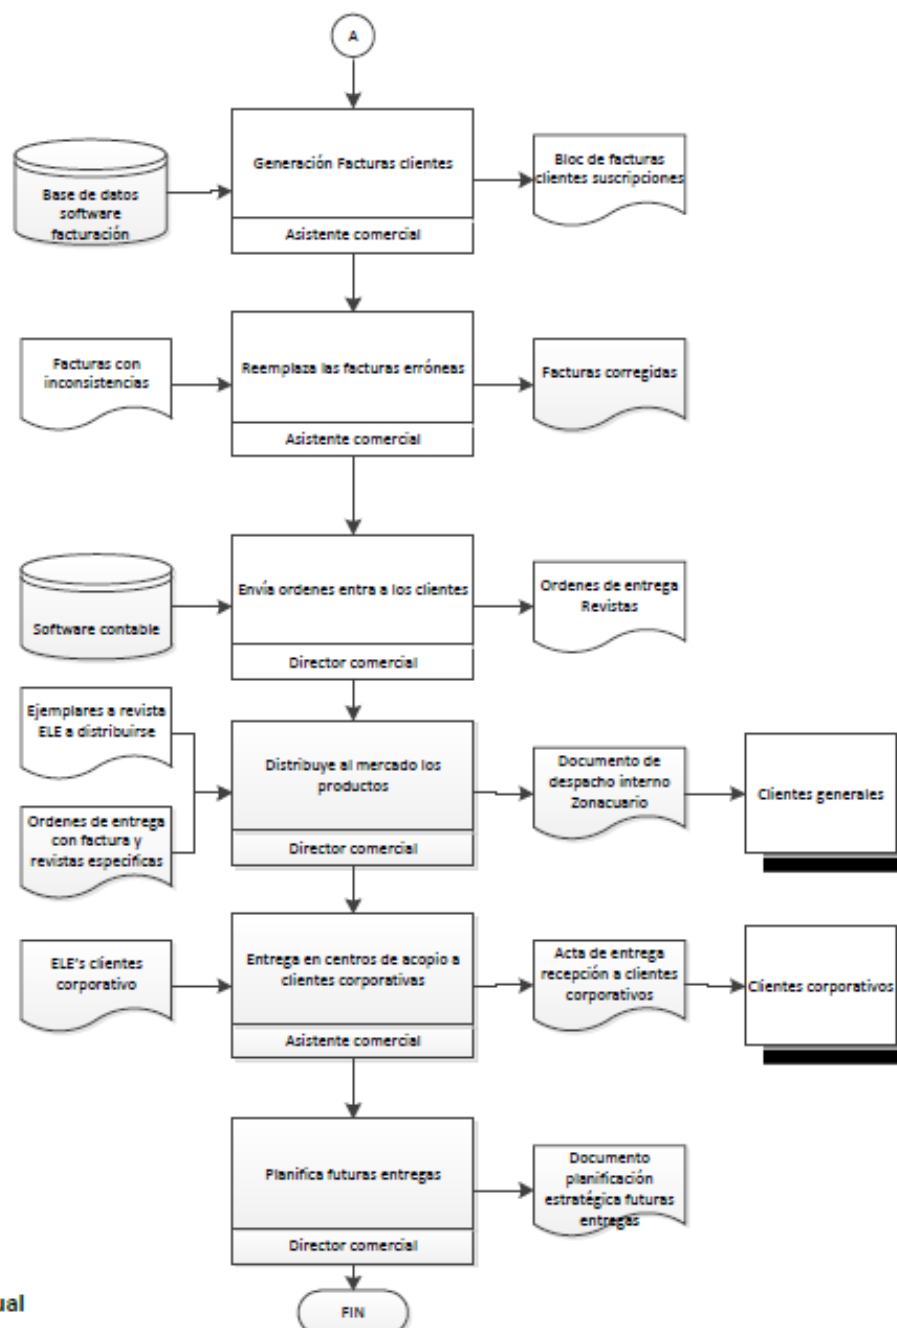 A
Generación Facturas clientes
Asistente comercial
Base de datos
software
facturación
Bloc de facturas
clientes suscripciones
Facturas con
inconsistencias
Reemplaza las facturas erróneas
Asistente comercial
Facturas corregidas
Software contable
Envía ordenes entra a los clientes
Director comercial
Ordenes de entrega
Revistas
Ejemplares a revista
ELE a distribuirse
Ordenes de entrega
con factura y
revistas especificas
Distribuye al mercado los
productos
Director comercial
Documento de
despacho interno
Zonacuario
Clientes generales
ELE's clientes
corporativo
Entrega en centros de acopio a
clientes corporativas
Asistente comercial
Acta de entrega
recepción a clientes
corporativos
Clientes corporativos
Planifica futuras entregas
Director comercial
Documento
planificación
estratégica futuras
entregas
FIN
ual